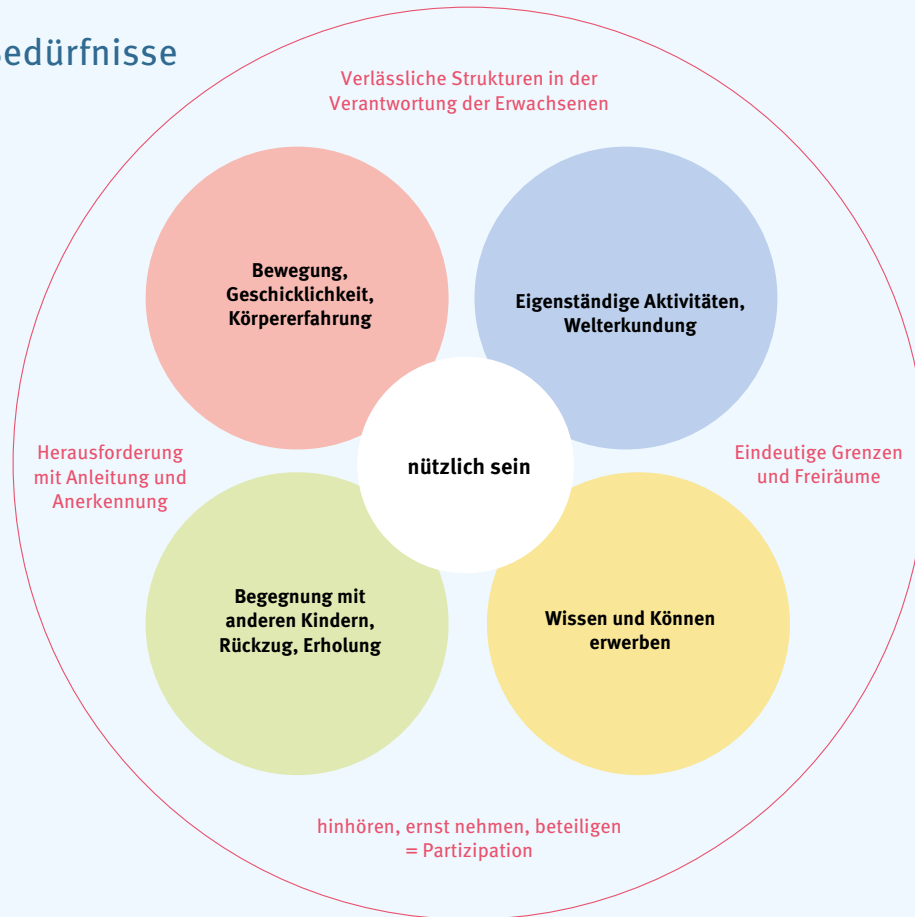 Bedürfnisse
Verlässliche Strukturen in der
Verantwortung der Erwachsenen
Bewegung,
Geschicklichkeit,
Körpererfahrung
Eigenständige Aktivitäten,
Welterkundung
Herausforderung
mit Anleitung und
Anerkennung
nützlich sein
Eindeutige Grenzen
und Freiräume
Begegnung mit
anderen Kindern,
Rückzug, Erholung
Wissen und Können
erwerben
hinhören, ernst nehmen, beteiligen
= Partizipation